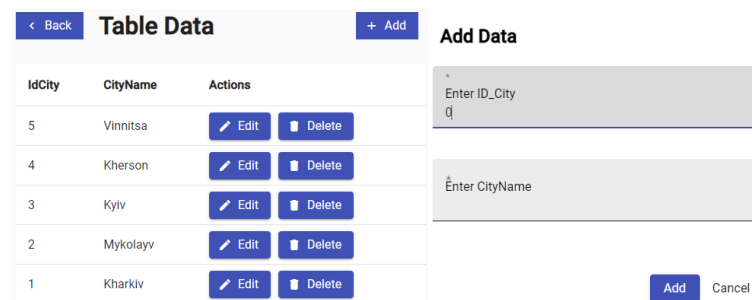 Back Table Data + Add
IdCity CityName Actions
5 Vinnitsa Edit Delete
4 Kherson Edit Delete
3 Kyiv Edit Delete
2 Mykolayv Edit Delete
1 Kharkiv Edit Delete
Add Data
*
Enter ID_City
0
*
Enter CityName
Add Cancel